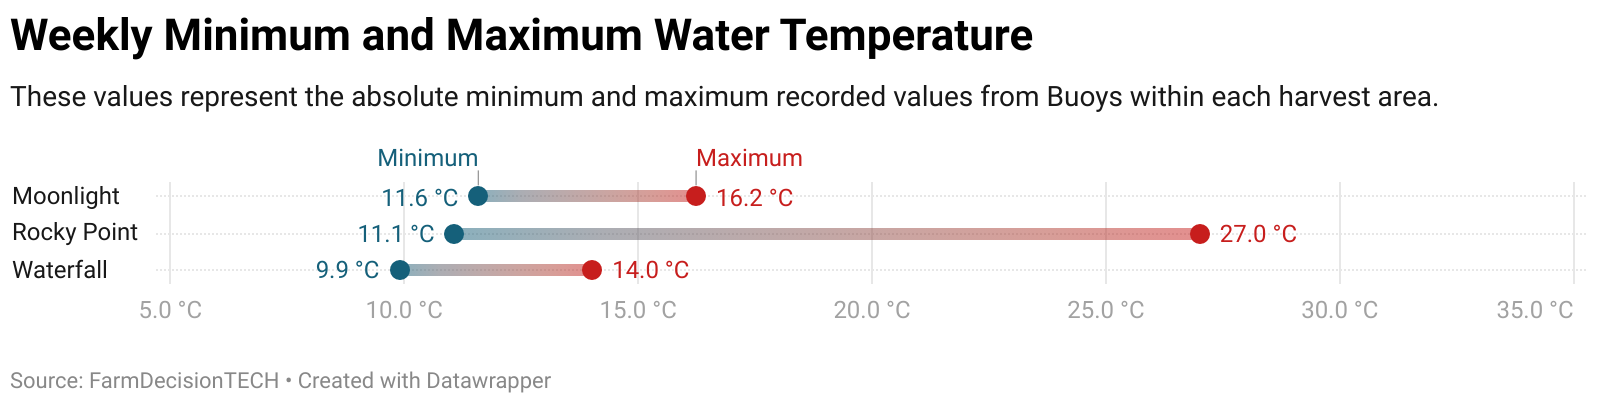 Weekly Minimum and Maximum Water Temperature
These values represent the absolute minimum and maximum recorded values from Buoys within each harvest area.
Minimum Maximum
Moonlight 11.6 °C 16.2 °C
Rocky Point 11.1 °C 27.0 °C
Waterfall 9.9 °C 14.0 °C
5.0 °C 10.0 °C 15.0 °C 20.0 °C 25.0 °C 30.0 °C 35.0 °C
Source: FarmDecisionTECH • Created with Datawrapper